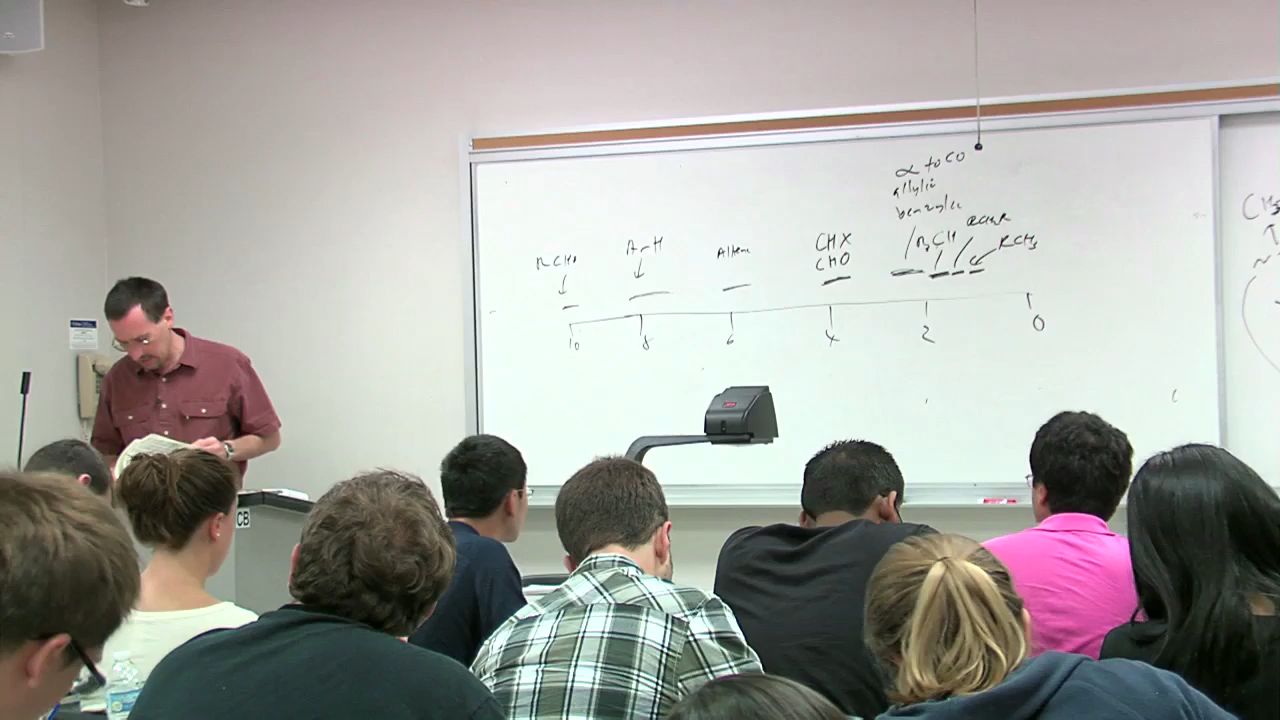 α to CO
allylic
benzylic
RCHO
ArH
Alkene
CHX
CHO
R₃CH
RCH₂R
RCH₃
10 8 6 4 2 0
CH₃
CB